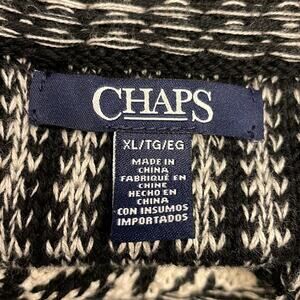 CHAPS
XL/TG/EG
MADE IN
CHINA
FABRIQUÉ EN
CHINE
HECHO EN
CHINA
CON INSUMOS
IMPORTADOS